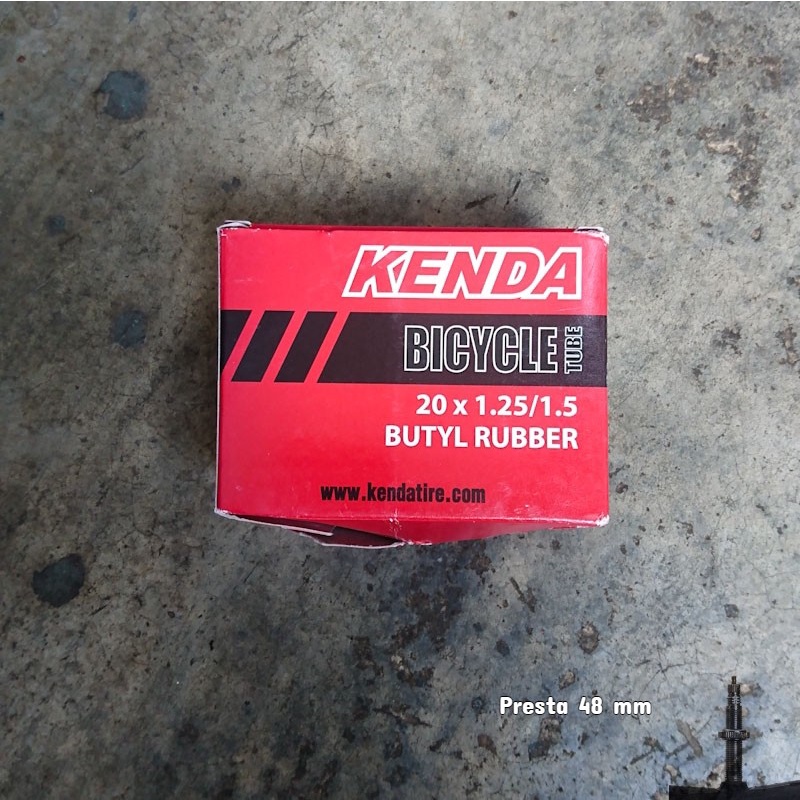 KENDA
BICYCLE TUBE
20 x 1.25/1.5
BUTYL RUBBER
www.kendatire.com
Presta 48 mm